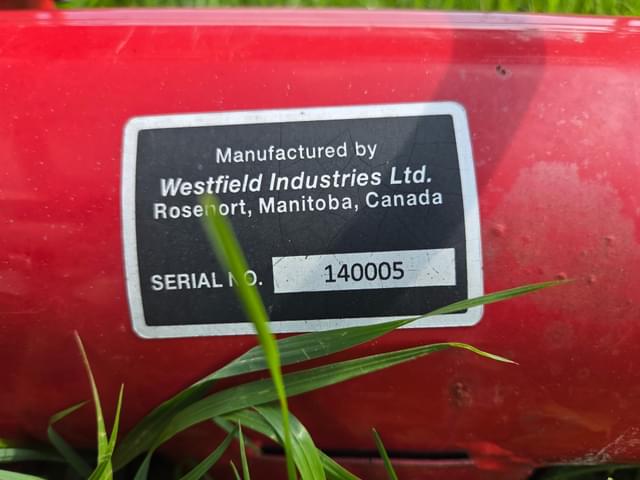 Manufactured by
Westfield Industries Ltd.
Rosenort, Manitoba, Canada
SERIAL NO. 140005